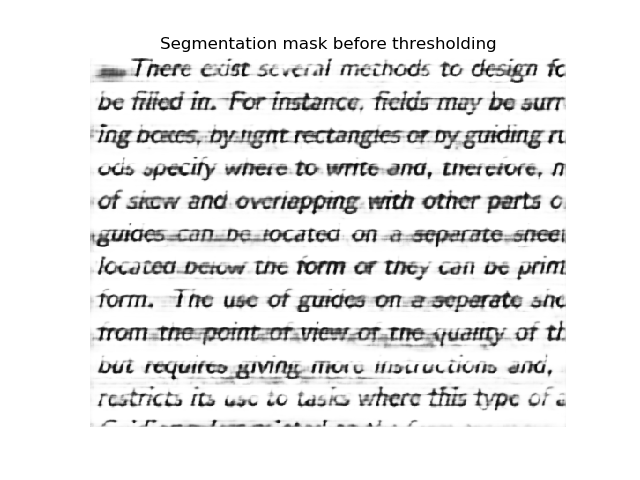 Segmentation mask before thresholding
There exist several methods to design fo
be filled in. For instance, fields may be surr
ing boxes, by light rectangles or by guiding ru
ods specify where to write and, therefore, m
of skew and overlapping with other parts o
guides can be located on a separate sheet
located below the form or they can be print
form. The use of guides on a separate she
from the point of view of the quality of th
but requires giving more instructions and,
restricts its use to tasks where this type of a